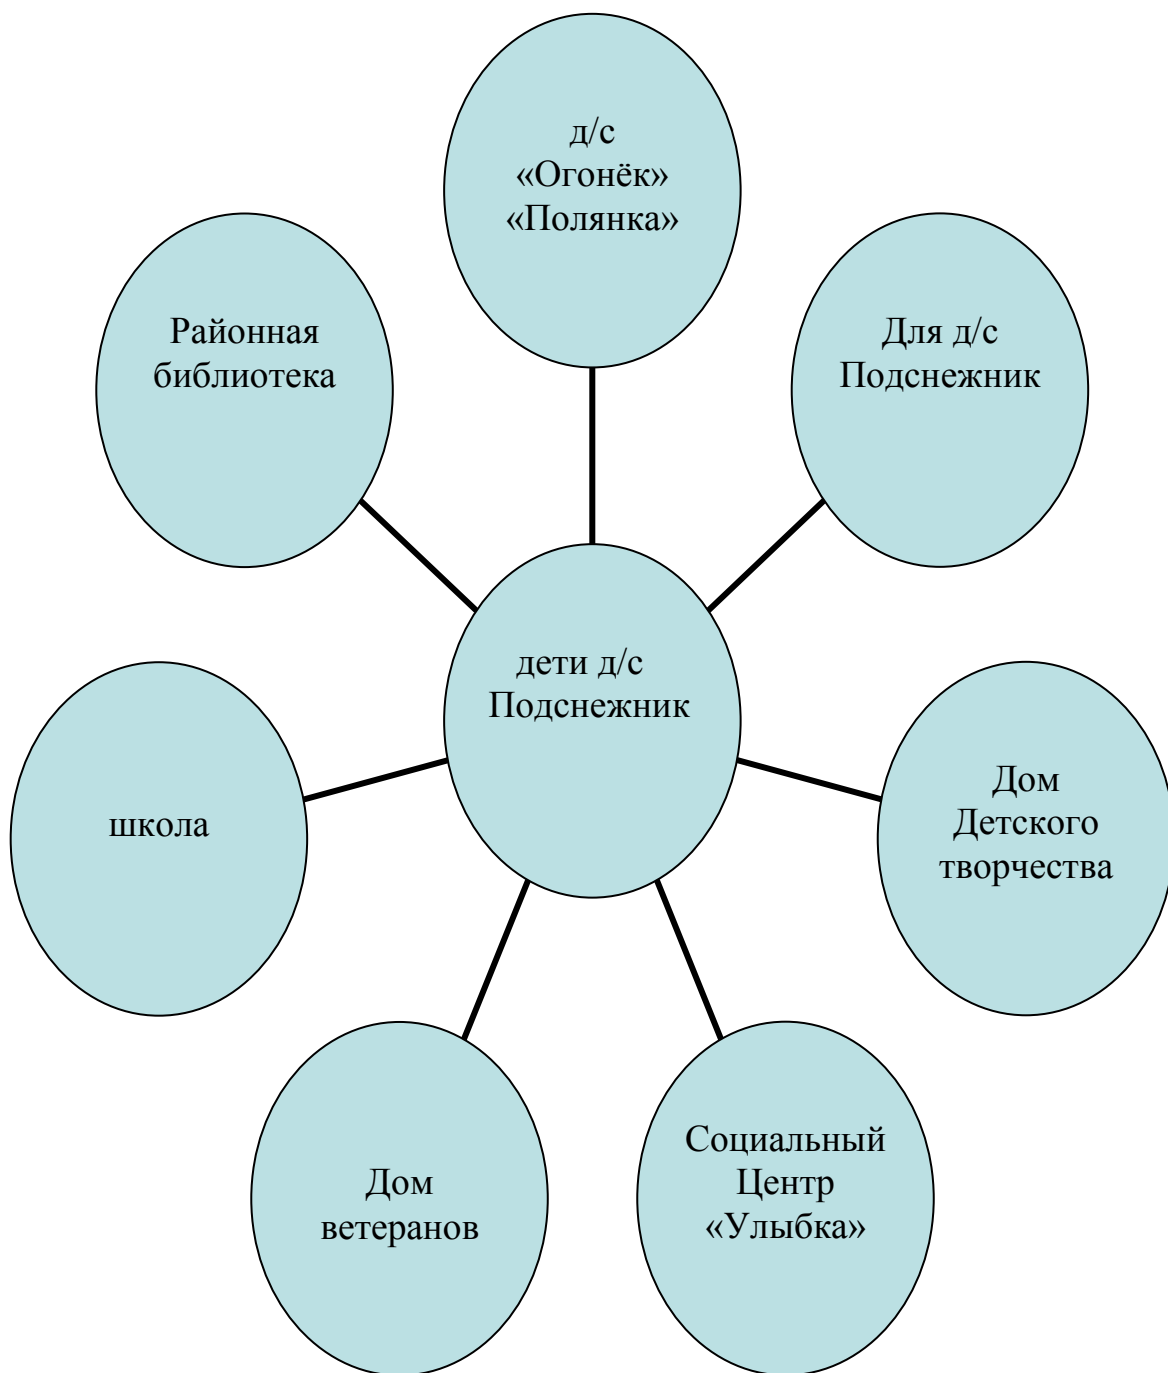 д/с
«Огонёк»
«Полянка»
Районная
библиотека
Для д/с
Подснежник
дети д/с
Подснежник
школа
Дом
Детского
творчества
Дом
ветеранов
Социальный
Центр
«Улыбка»